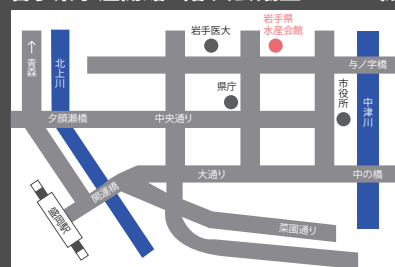 岩手医大
岩手県
水産会館
↑
青森
北上川
与ノ字橋
県庁
市役所
中津川
夕顔瀬橋
中央通り
大通り
中の橋
開運橋
盛岡駅
菜園通り